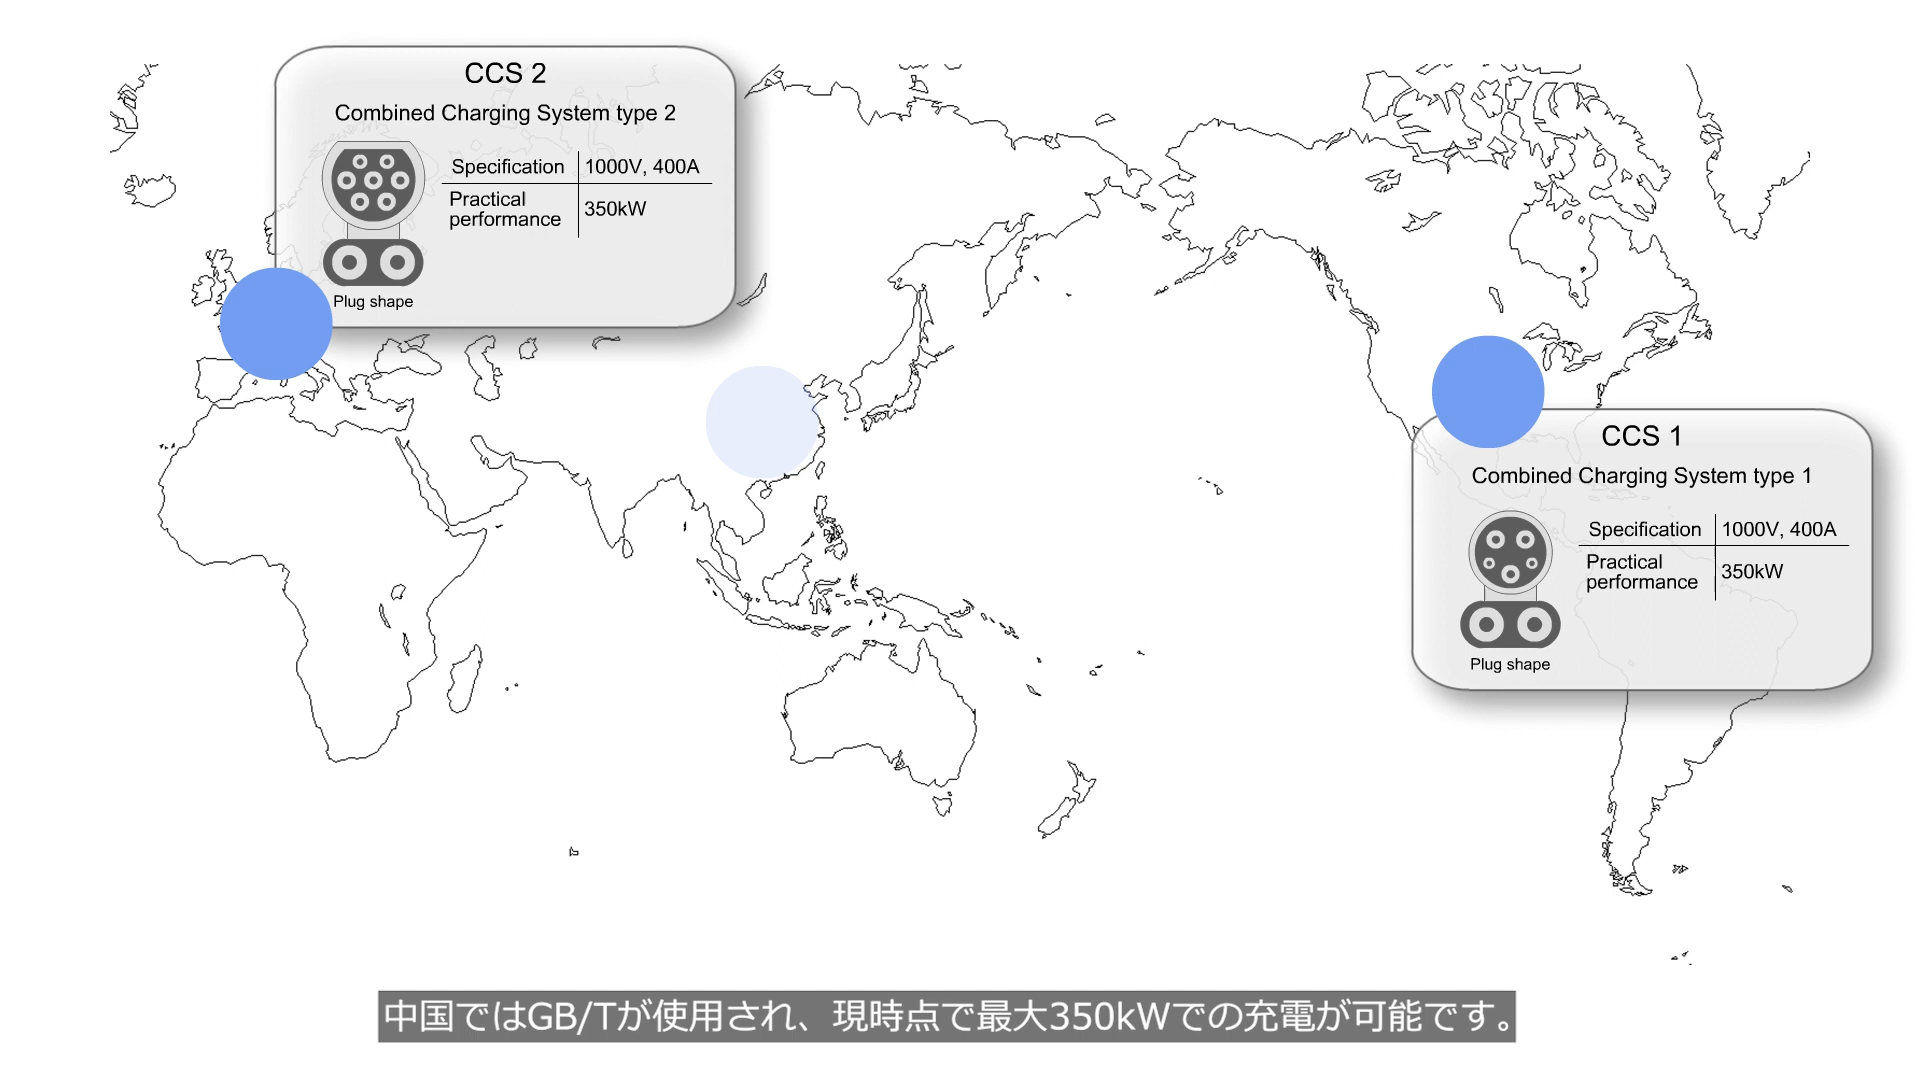 CCS 2
Combined Charging System type 2
Specification 1000V, 400A
Practical performance 350kW
Plug shape
CCS 1
Combined Charging System type 1
Specification 1000V, 400A
Practical performance 350kW
Plug shape
中国ではGB/Tが使用され、現時点で最大350kWでの充電が可能です。